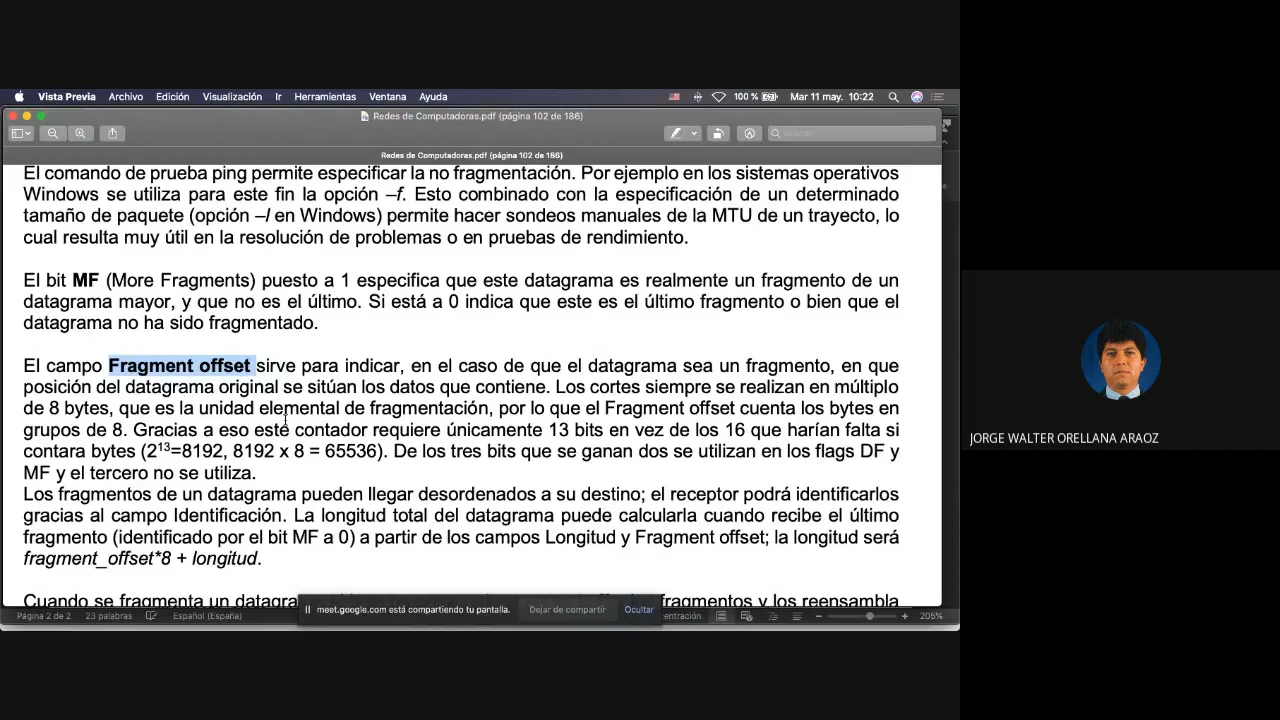 Vista Previa Archivo Edición Visualización Ir Herramientas Ventana Ayuda 100 % Mar 11 may. 10:22
Redes de Computadoras.pdf (página 102 de 186)
Buscar
Redes de Computadoras.pdf (página 102 de 186)
El comando de prueba ping permite especificar la no fragmentación. Por ejemplo en los sistemas operativos
Windows se utiliza para este fin la opción –f. Esto combinado con la especificación de un determinado
tamaño de paquete (opción –l en Windows) permite hacer sondeos manuales de la MTU de un trayecto, lo
cual resulta muy útil en la resolución de problemas o en pruebas de rendimiento.
El bit MF (More Fragments) puesto a 1 especifica que este datagrama es realmente un fragmento de un
datagrama mayor, y que no es el último. Si está a 0 indica que este es el último fragmento o bien que el
datagrama no ha sido fragmentado.
El campo Fragment offset sirve para indicar, en el caso de que el datagrama sea un fragmento, en que
posición del datagrama original se sitúan los datos que contiene. Los cortes siempre se realizan en múltiplo
de 8 bytes, que es la unidad elemental de fragmentación, por lo que el Fragment offset cuenta los bytes en
grupos de 8. Gracias a eso este contador requiere únicamente 13 bits en vez de los 16 que harían falta si
contara bytes (2¹³=8192, 8192 x 8 = 65536). De los tres bits que se ganan dos se utilizan en los flags DF y
MF y el tercero no se utiliza.
Los fragmentos de un datagrama pueden llegar desordenados a su destino; el receptor podrá identificarlos
gracias al campo Identificación. La longitud total del datagrama puede calcularla cuando recibe el último
fragmento (identificado por el bit MF a 0) a partir de los campos Longitud y Fragment offset; la longitud será
fragment_offset*8 + longitud.
Cuando se fragmenta un datagra fragmentos y los reensambla
meet.google.com está compartiendo tu pantalla. Dejar de compartir Ocultar
Página 2 de 2 23 palabras Español (España) 205%
JORGE WALTER ORELLANA ARAOZ